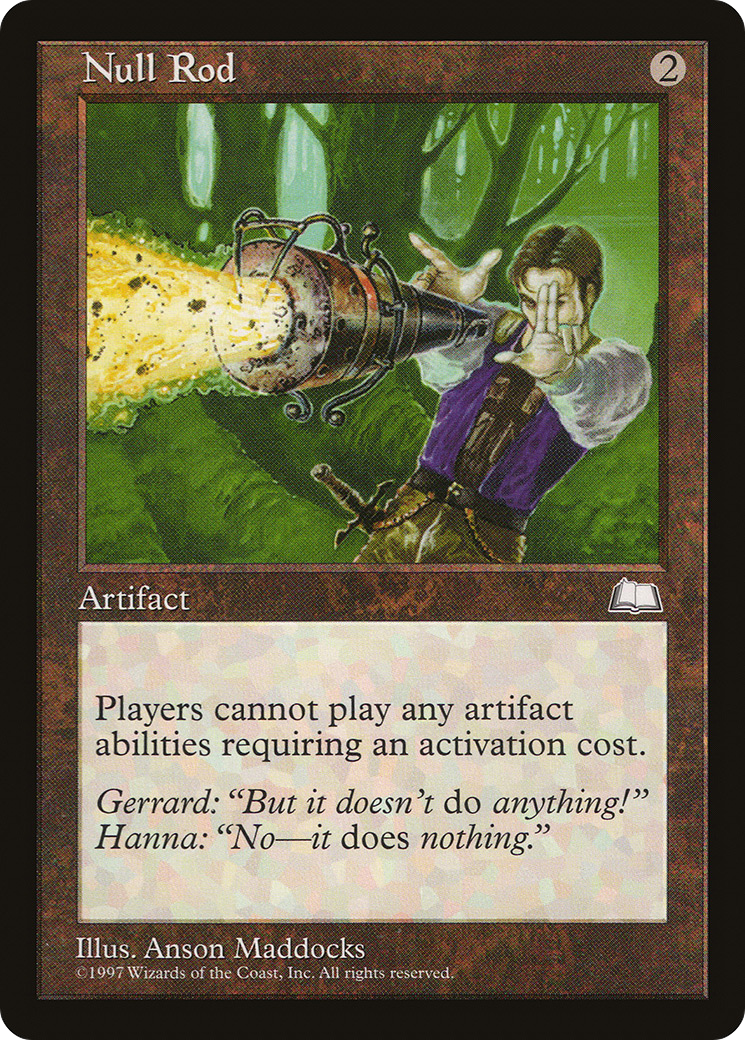 Null Rod 2
Artifact
Players cannot play any artifact
abilities requiring an activation cost.
Gerrard: “But it doesn’t do anything!”
Hanna: “No—it does nothing.”
Illus. Anson Maddocks
©1997 Wizards of the Coast, Inc. All rights reserved.